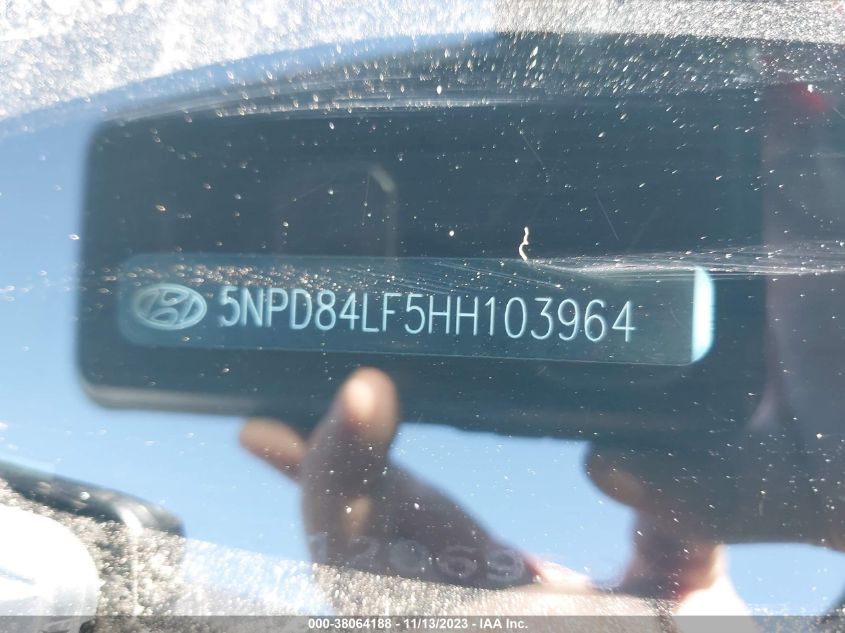 5NPD84LF5HH103964
000-38064188 - 11/13/2023 - IAA Inc.